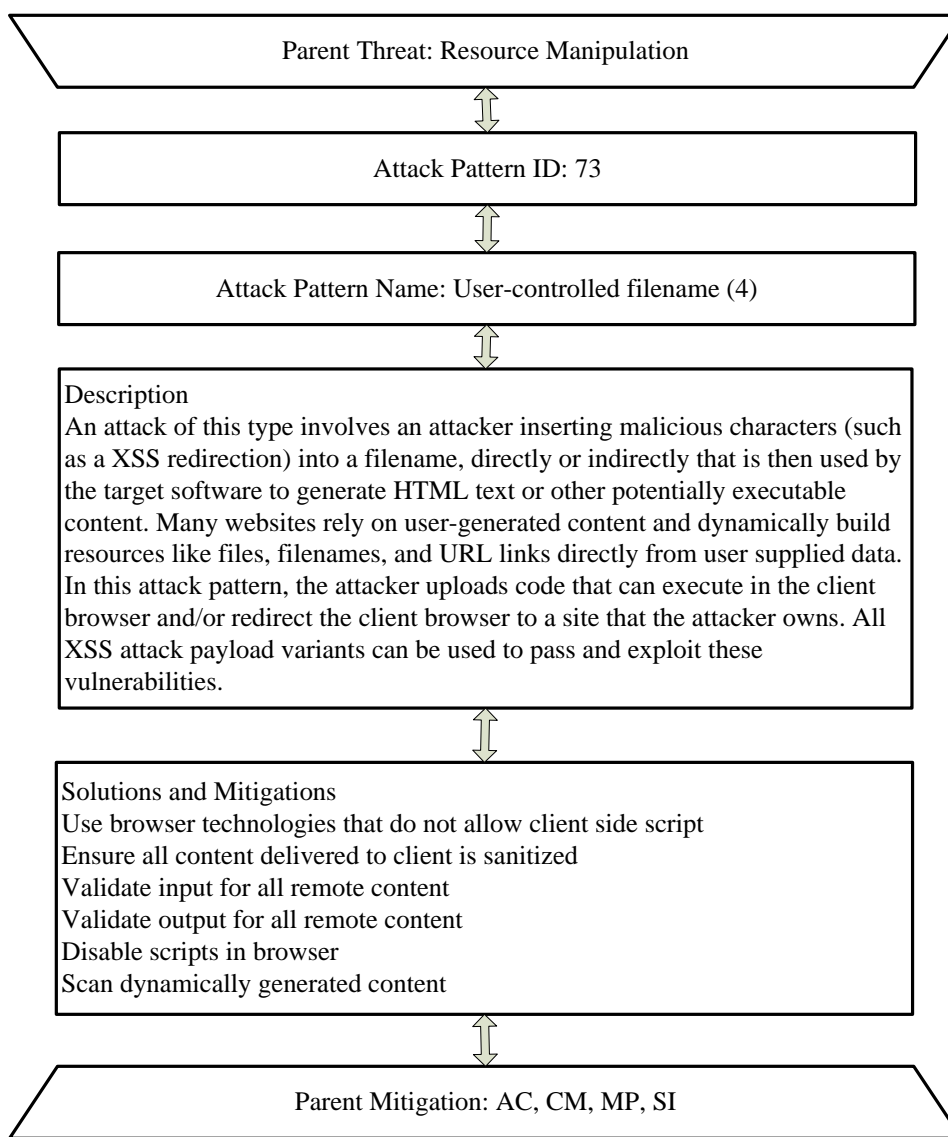 Parent Threat: Resource Manipulation
Attack Pattern ID: 73
Attack Pattern Name: User-controlled filename (4)
Description
An attack of this type involves an attacker inserting malicious characters (such
as a XSS redirection) into a filename, directly or indirectly that is then used by
the target software to generate HTML text or other potentially executable
content. Many websites rely on user-generated content and dynamically build
resources like files, filenames, and URL links directly from user supplied data.
In this attack pattern, the attacker uploads code that can execute in the client
browser and/or redirect the client browser to a site that the attacker owns. All
XSS attack payload variants can be used to pass and exploit these
vulnerabilities.
Solutions and Mitigations
Use browser technologies that do not allow client side script
Ensure all content delivered to client is sanitized
Validate input for all remote content
Validate output for all remote content
Disable scripts in browser
Scan dynamically generated content
Parent Mitigation: AC, CM, MP, SI